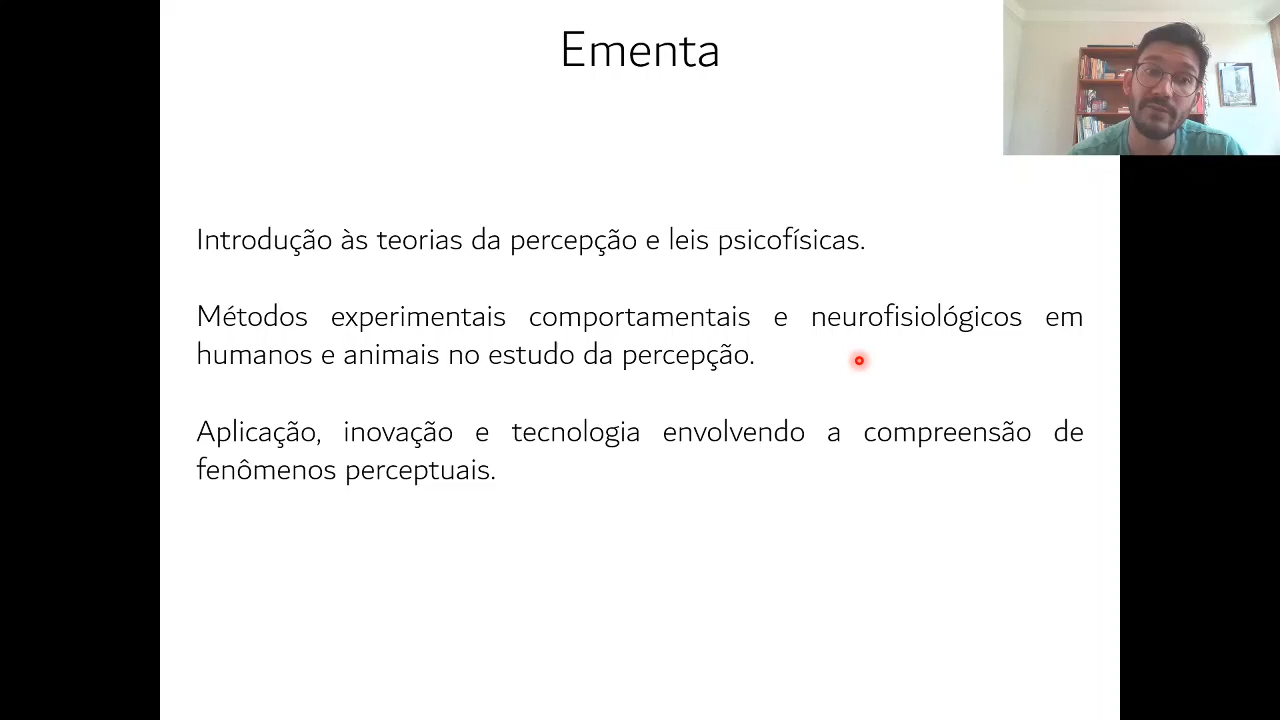 Ementa
Introdução às teorias da percepção e leis psicofísicas.
Métodos experimentais comportamentais e neurofisiológicos em
humanos e animais no estudo da percepção.
Aplicação, inovação e tecnologia envolvendo a compreensão de
fenômenos perceptuais.